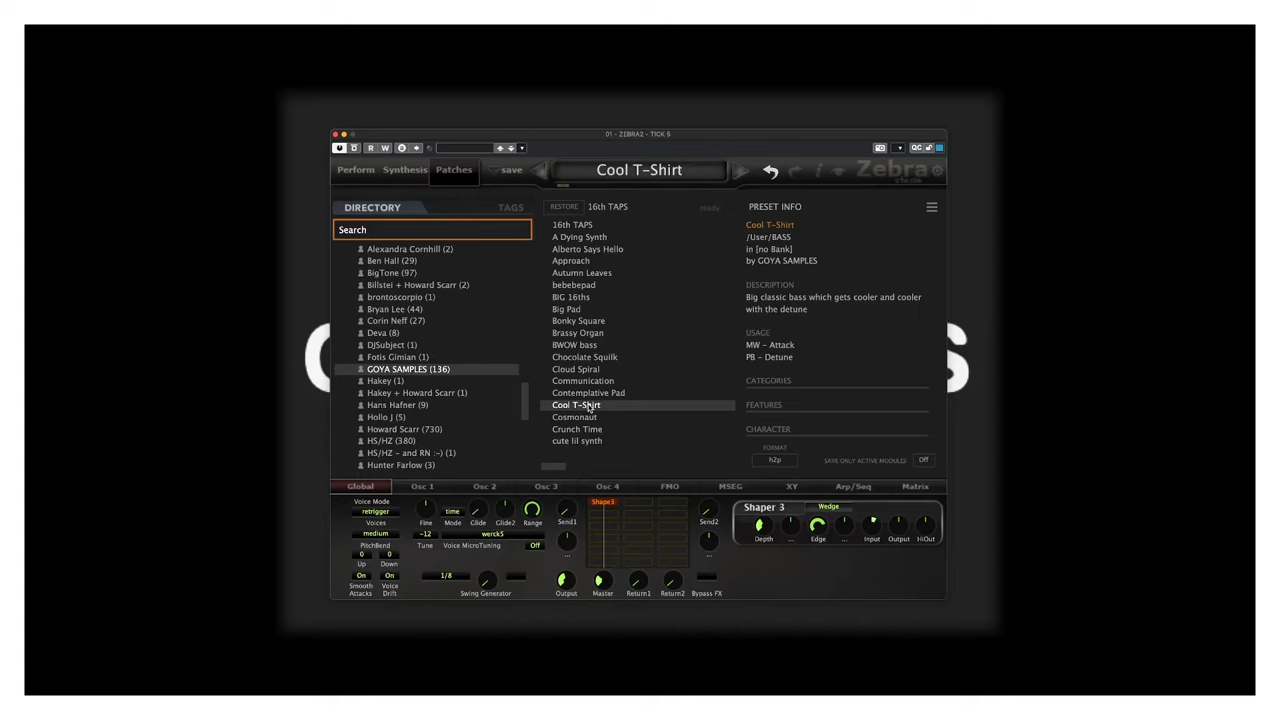 01 - ZEBRA2 - TICK 5
R W QC
Perform Synthesis Patches save Cool T-Shirt Zebra
DIRECTORY TAGS
Search
Alexandra Cornhill (2)
Ben Hall (29)
BigTone (97)
Billstei + Howard Scarr (2)
brontoscorpio (1)
Bryan Lee (44)
Corin Neff (27)
Deva (8)
DJSubject (1)
Fotis Gimian (1)
GOYA SAMPLES (136)
Hakey (1)
Hakey + Howard Scarr (1)
Hans Hafner (9)
Hollo J (5)
Howard Scarr (730)
HS/HZ (380)
HS/HZ - and RN :-) (1)
Hunter Farlow (3)
RESTORE 16th TAPS ready
16th TAPS
A Dying Synth
Alberto Says Hello
Approach
Autumn Leaves
bebebepad
BIG 16ths
Big Pad
Bonky Square
Brassy Organ
BWOW bass
Chocolate Squilk
Cloud Spiral
Communication
Contemplative Pad
Cool T-Shirt
Cosmonaut
Crunch Time
cute lil synth
PRESET INFO
Cool T-Shirt
/User/BASS
in [no Bank]
by GOYA SAMPLES
DESCRIPTION
Big classic bass which gets cooler and cooler
with the detune
USAGE
MW - Attack
PB - Detune
CATEGORIES
FEATURES
CHARACTER
FORMAT
h2p SAVE ONLY ACTIVE MODULES Off
Global Osc 1 Osc 2 Osc 3 Osc 4 FMO MSEG XY Arp/Seq Matrix
Voice Mode
retrigger
Voices
medium
PitchBend
0 0
Up Down
On On
Smooth Attacks Voice Drift
Fine Mode time Glide Glide2 Range
-12 werck5
Tune Voice MicroTuning Off
1/8
Swing Generator
Send1 ...
Output
Shape3
Master Return1 Return2
Send2 ...
Bypass FX
Shaper 3 Wedge
Depth ... Edge ... Input Output HiOut